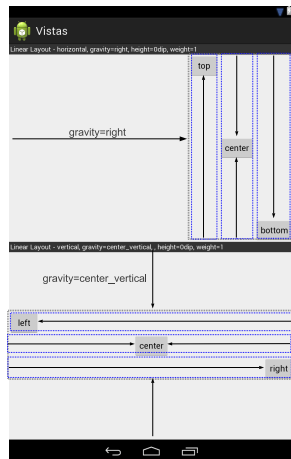 Vistas
Linear Layout - horizontal, gravity=right, height=0dip, weight=1
top
gravity=right
center
bottom
Linear Layout - vertical, gravity=center_vertical, , height=0dip, weight=1
gravity=center_vertical
left
center
right